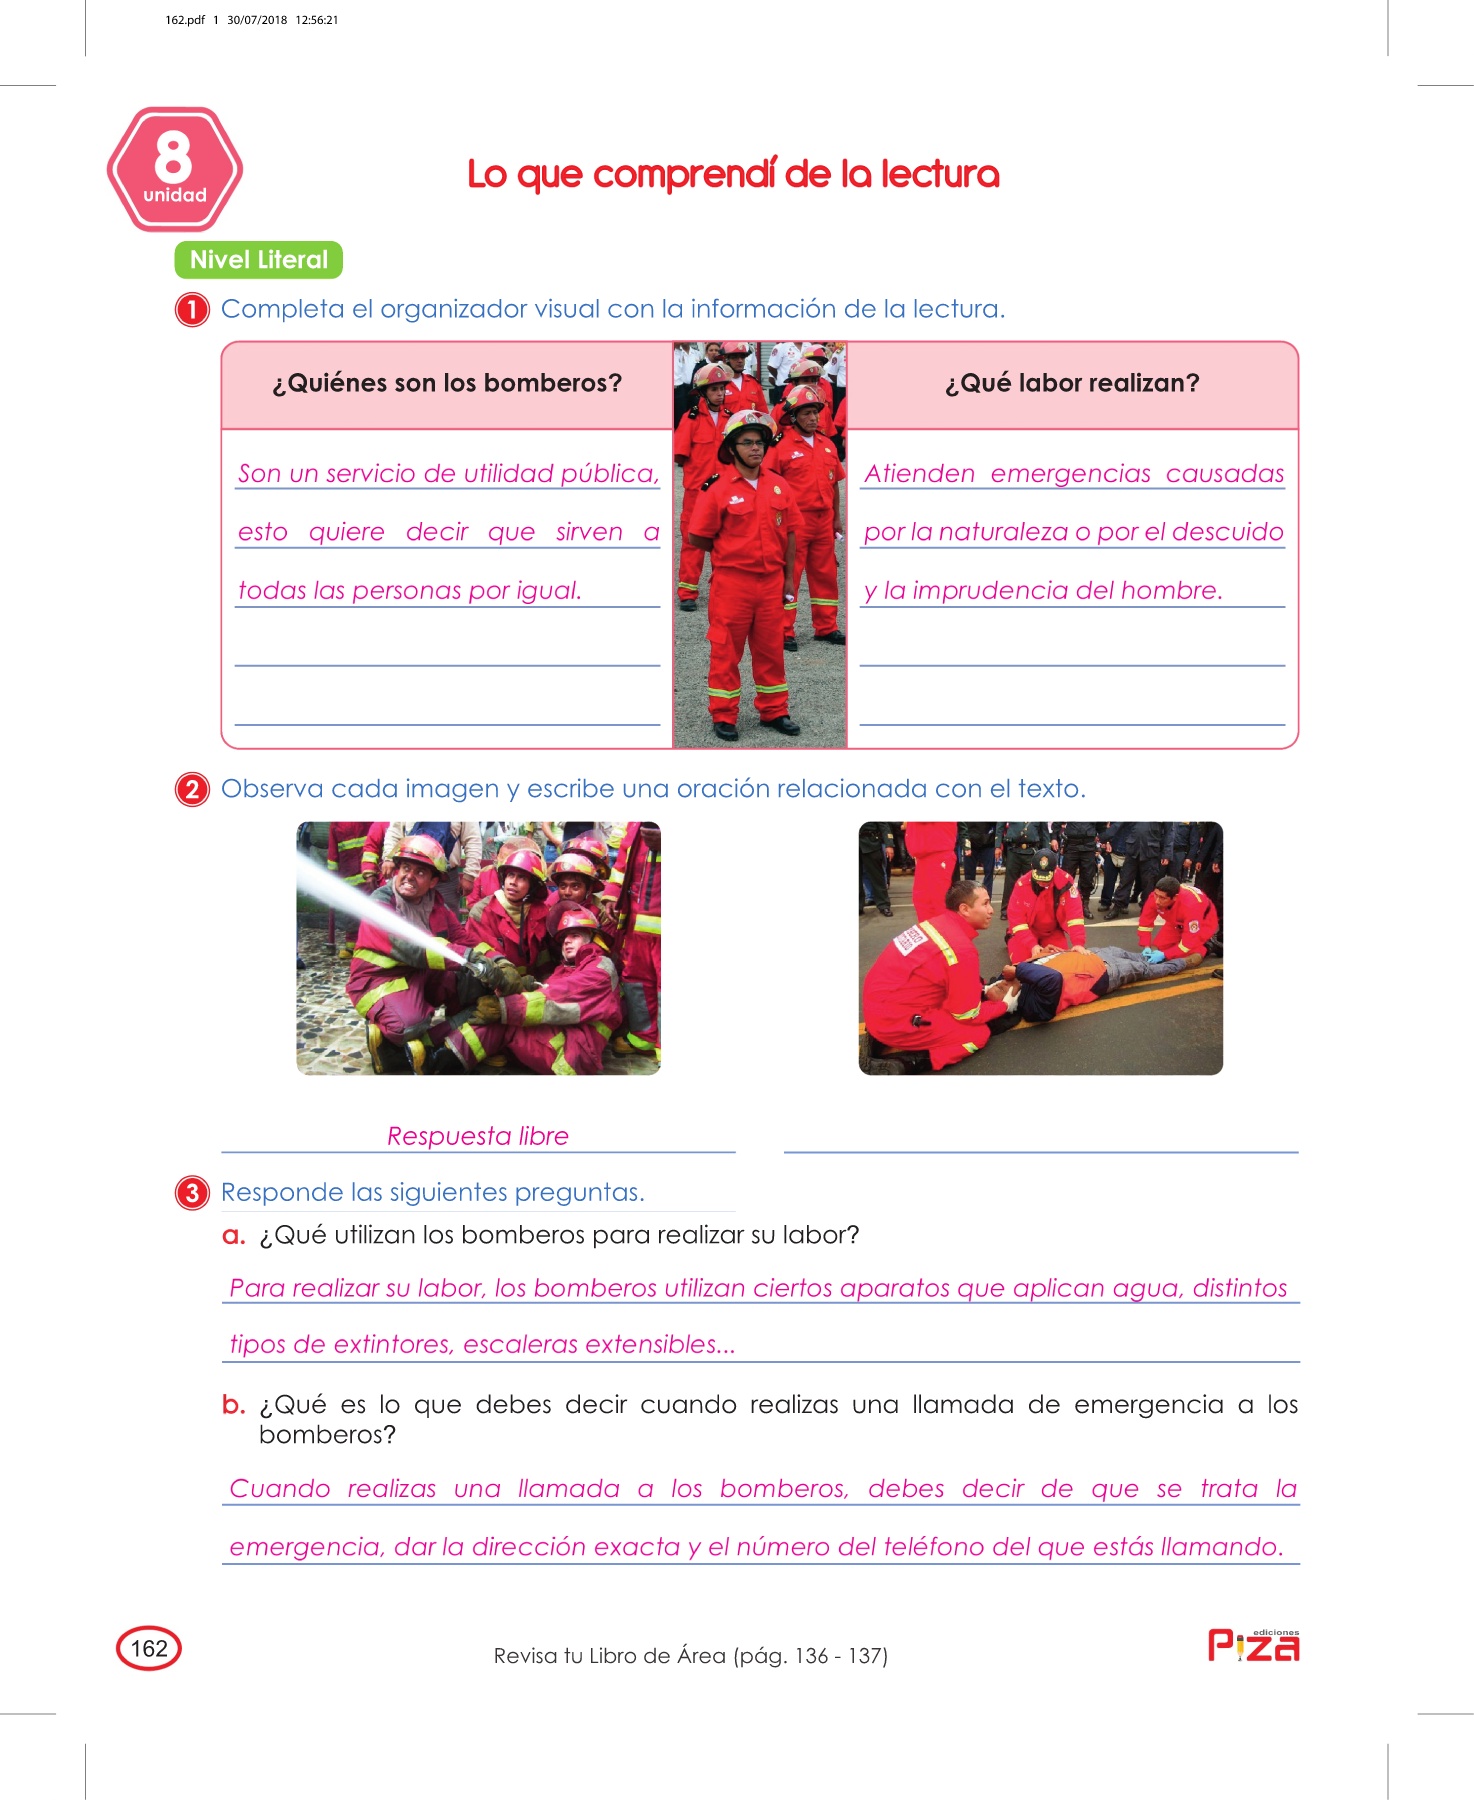 162.pdf 1 30/07/2018 12:56:21
8
unidad
Lo que comprendí de la lectura
Nivel Literal
1 Completa el organizador visual con la información de la lectura.
¿Quiénes son los bomberos?
Son un servicio de utilidad pública,
esto quiere decir que sirven a
todas las personas por igual.
¿Qué labor realizan?
Atienden emergencias causadas
por la naturaleza o por el descuido
y la imprudencia del hombre.
2 Observa cada imagen y escribe una oración relacionada con el texto.
Respuesta libre
3 Responde las siguientes preguntas.
a. ¿Qué utilizan los bomberos para realizar su labor?
Para realizar su labor, los bomberos utilizan ciertos aparatos que aplican agua, distintos
tipos de extintores, escaleras extensibles...
b. ¿Qué es lo que debes decir cuando realizas una llamada de emergencia a los
bomberos?
Cuando realizas una llamada a los bomberos, debes decir de que se trata la
emergencia, dar la dirección exacta y el número del teléfono del que estás llamando.
162
Revisa tu Libro de Área (pág. 136 - 137)
ediciones
Piza